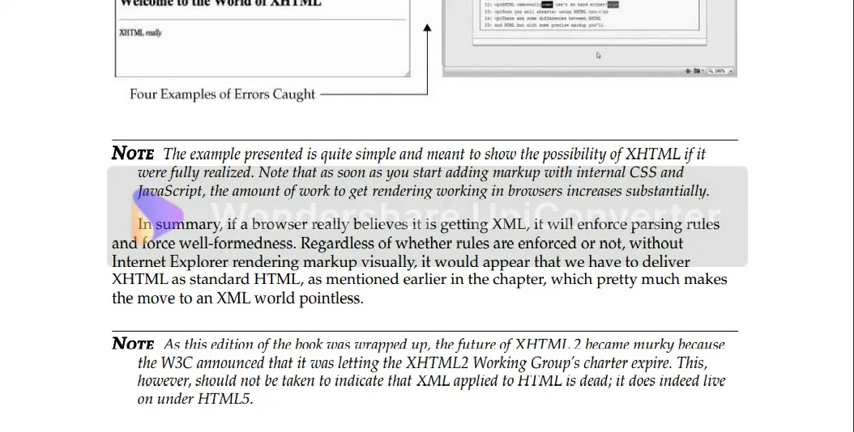 Welcome to the World of XHTML
XHTML really
Four Examples of Errors Caught
NOTE The example presented is quite simple and meant to show the possibility of XHTML if it
were fully realized. Note that as soon as you start adding markup with internal CSS and
JavaScript, the amount of work to get rendering working in browsers increases substantially.
Wondershare UniConverter
In summary, if a browser really believes it is getting XML, it will enforce parsing rules
and force well-formedness. Regardless of whether rules are enforced or not, without
Internet Explorer rendering markup visually, it would appear that we have to deliver
XHTML as standard HTML, as mentioned earlier in the chapter, which pretty much makes
the move to an XML world pointless.
NOTE As this edition of the book was wrapped up, the future of XHTML 2 became murky because
the W3C announced that it was letting the XHTML2 Working Group's charter expire. This,
however, should not be taken to indicate that XML applied to HTML is dead; it does indeed live
on under HTML5.